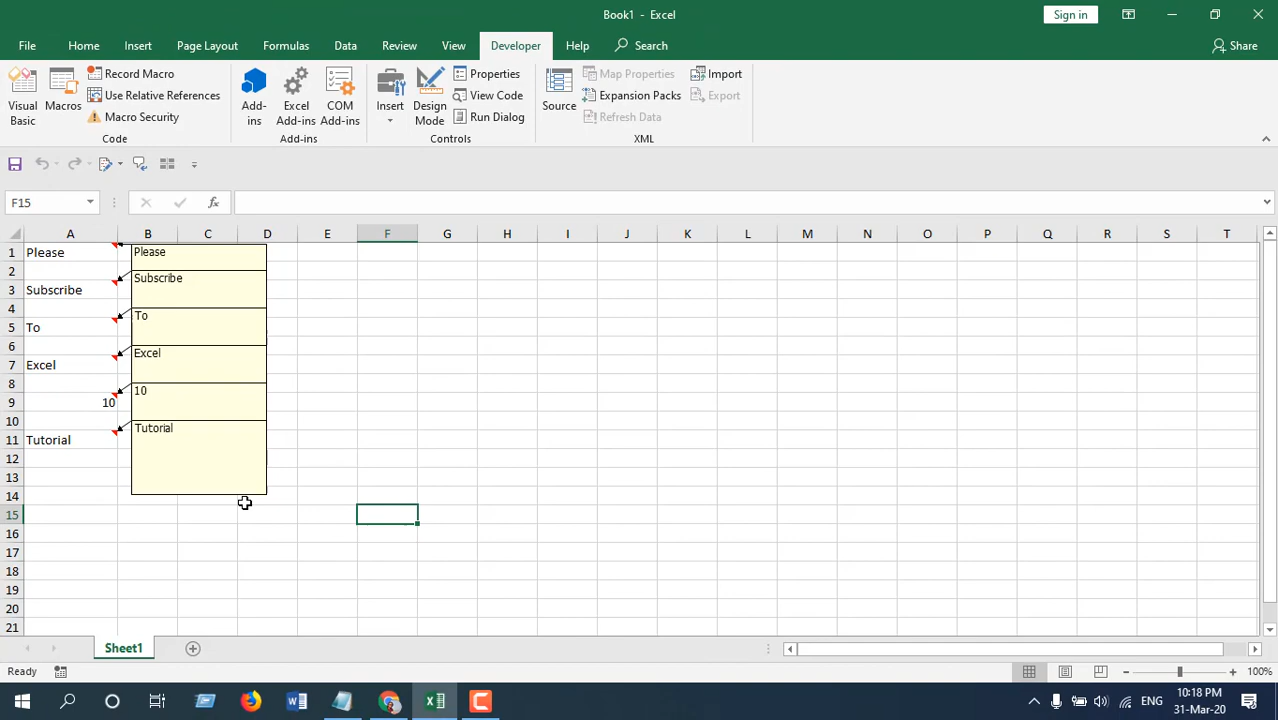 Book1 - Excel
Sign in
File Home Insert Page Layout Formulas Data Review View Developer Help Search Share
Visual Basic
Macros
Record Macro
Use Relative References
Macro Security
Code
Add-ins
Excel Add-ins
COM Add-ins
Add-ins
Insert
Design Mode
Properties
View Code
Run Dialog
Controls
Source
Map Properties
Expansion Packs
Refresh Data
Import
Export
XML
F15
fx
A B C D E F G H I J K L M N O P Q R S T
1 Please Please
2 Subscribe
3 Subscribe
4 To
5 To
6 Excel
7 Excel
8 10
9 10
10 Tutorial
11 Tutorial
12
13
14
15
16
17
18
19
20
21
Sheet1
Ready 100%
ENG
10:18 PM
31-Mar-20